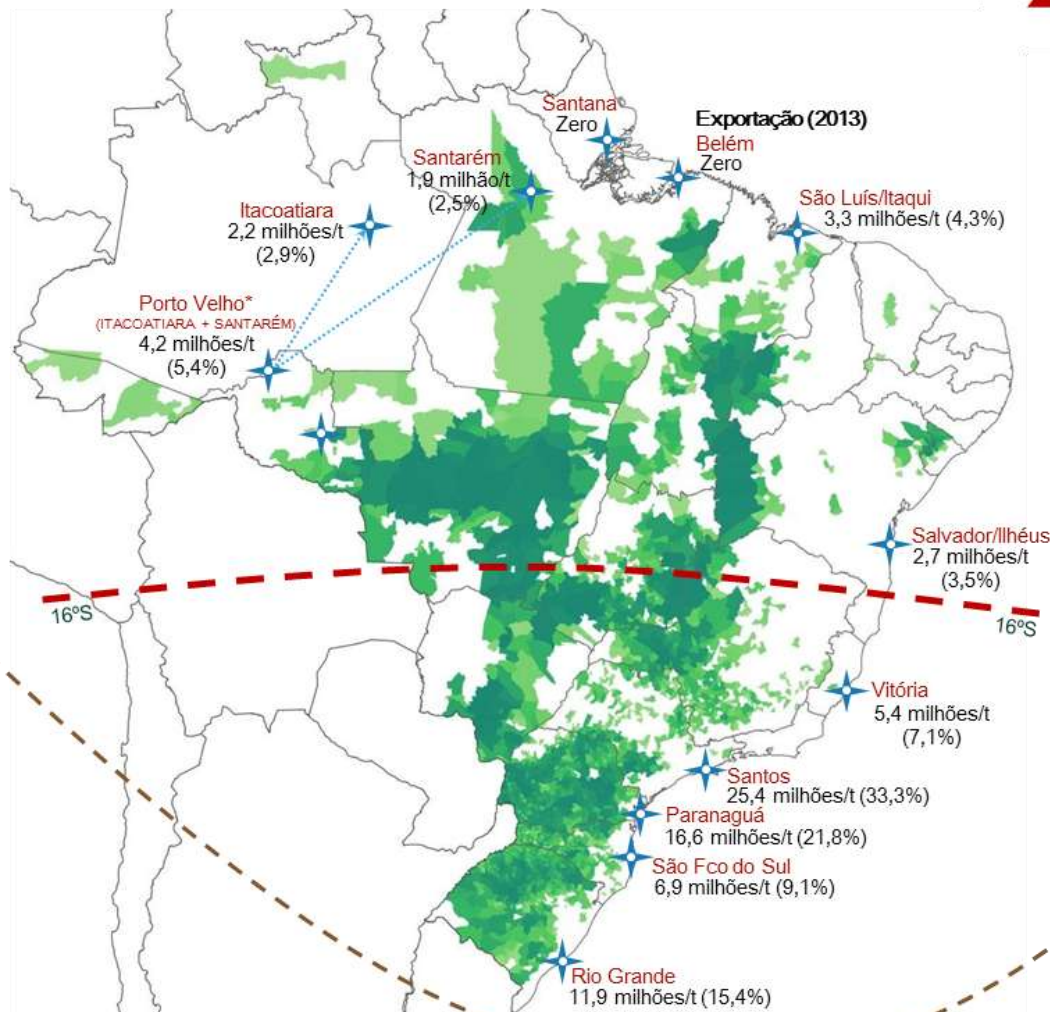 Santana
Zero
Exportação (2013)
Belém
Zero
Santarém
1,9 milhão/t
(2,5%)
São Luís/Itaqui
3,3 milhões/t (4,3%)
Itacoatiara
2,2 milhões/t
(2,9%)
Porto Velho*
(ITACOATIARA + SANTARÉM)
4,2 milhões/t
(5,4%)
Salvador/Ilhéus
2,7 milhões/t
(3,5%)
16ºS
16ºS
Vitória
5,4 milhões/t
(7,1%)
Santos
25,4 milhões/t (33,3%)
Paranaguá
16,6 milhões/t (21,8%)
São Fco do Sul
6,9 milhões/t (9,1%)
Rio Grande
11,9 milhões/t (15,4%)